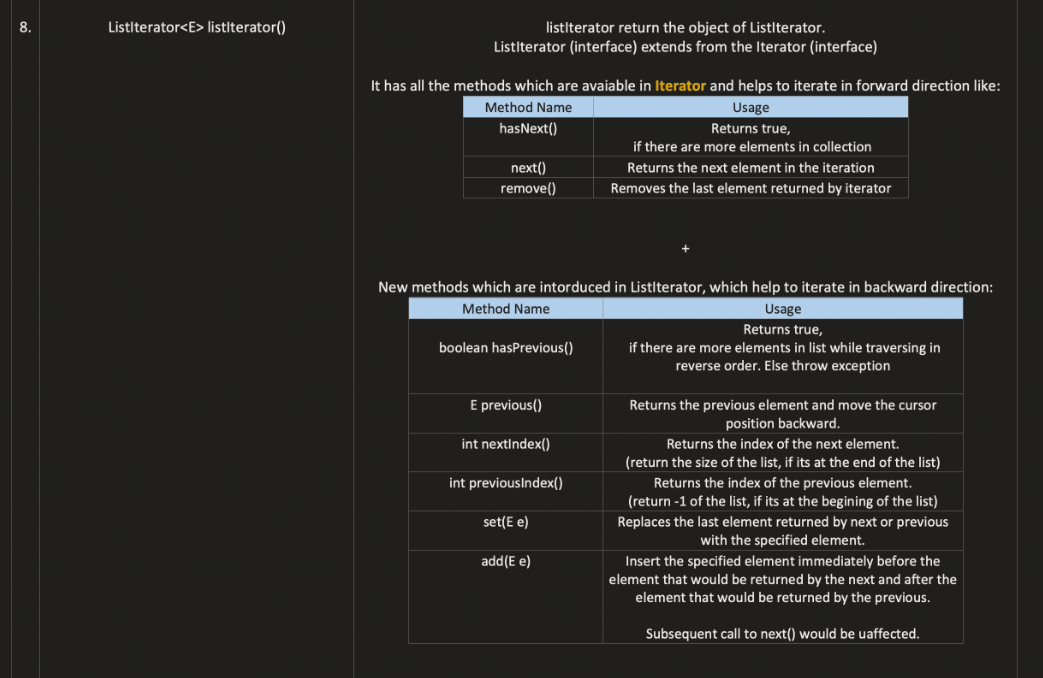 8.
ListIterator<E> listIterator()
listIterator return the object of ListIterator.
ListIterator (interface) extends from the Iterator (interface)
It has all the methods which are avaiable in Iterator and helps to iterate in forward direction like:
Method Name
Usage
hasNext()
Returns true,
if there are more elements in collection
next()
Returns the next element in the iteration
remove()
Removes the last element returned by iterator
+
New methods which are intorduced in ListIterator, which help to iterate in backward direction:
Method Name
Usage
boolean hasPrevious()
Returns true,
if there are more elements in list while traversing in
reverse order. Else throw exception
E previous()
Returns the previous element and move the cursor
position backward.
int nextIndex()
Returns the index of the next element.
(return the size of the list, if its at the end of the list)
int previousIndex()
Returns the index of the previous element.
(return -1 of the list, if its at the begining of the list)
set(E e)
Replaces the last element returned by next or previous
with the specified element.
add(E e)
Insert the specified element immediately before the
element that would be returned by the next and after the
element that would be returned by the previous.
Subsequent call to next() would be uaffected.